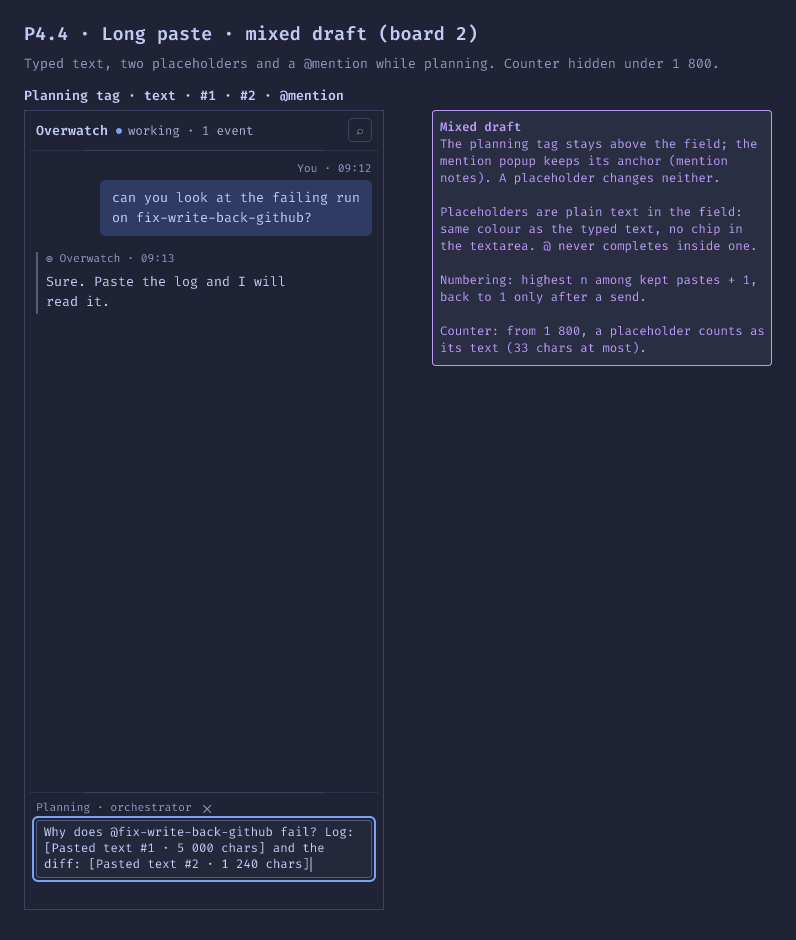 P4.4 · Long paste · mixed draft (board 2)
Typed text, two placeholders and a @mention while planning. Counter hidden under 1 800.
Planning tag · text · #1 · #2 · @mention
Overwatch ● working · 1 event
⌕
You · 09:12
can you look at the failing run
on fix-write-back-github?
⊙ Overwatch · 09:13
Sure. Paste the log and I will
read it.
Planning · orchestrator ×
Why does @fix-write-back-github fail? Log:
[Pasted text #1 · 5 000 chars] and the
diff: [Pasted text #2 · 1 240 chars]
Mixed draft
The planning tag stays above the field; the
mention popup keeps its anchor (mention
notes). A placeholder changes neither.
Placeholders are plain text in the field:
same colour as the typed text, no chip in
the textarea. @ never completes inside one.
Numbering: highest n among kept pastes + 1,
back to 1 only after a send.
Counter: from 1 800, a placeholder counts as
its text (33 chars at most).